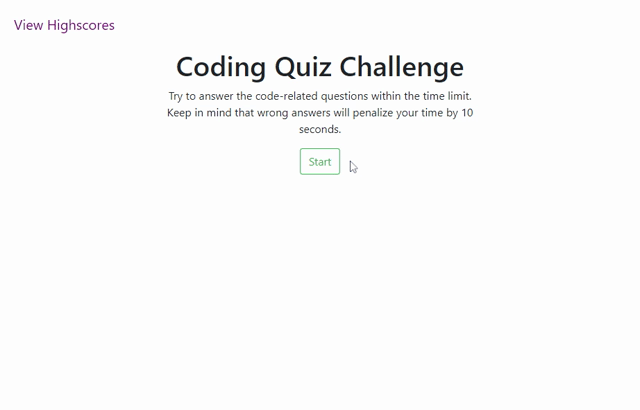 View Highscores
Coding Quiz Challenge
Try to answer the code-related questions within the time limit.
Keep in mind that wrong answers will penalize your time by 10
seconds.
Start